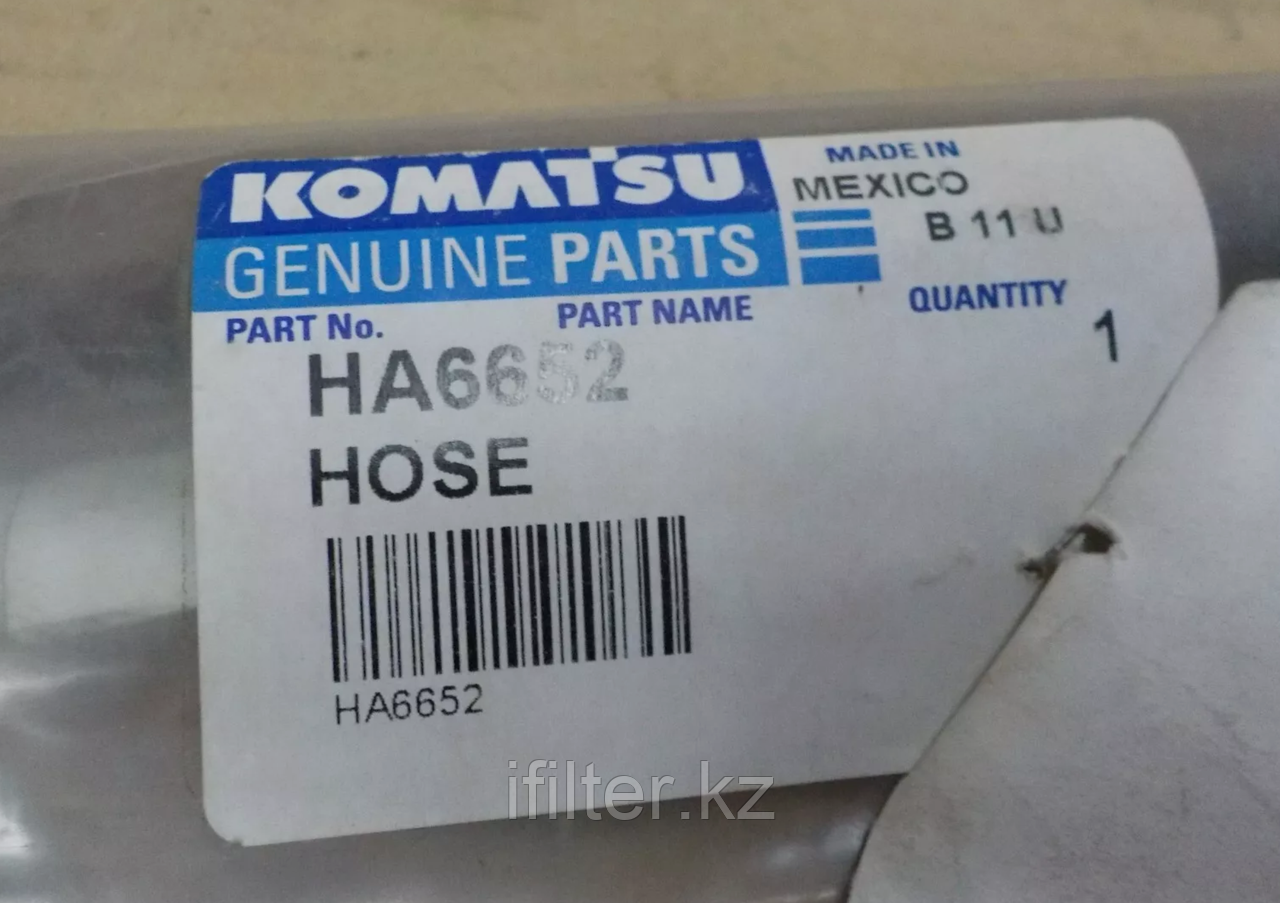 KOMATSU
GENUINE PARTS
MADE IN
MEXICO
B 11 U
PART No.
PART NAME
QUANTITY
HA6652
1
HOSE
HA6652
ifilter.kz